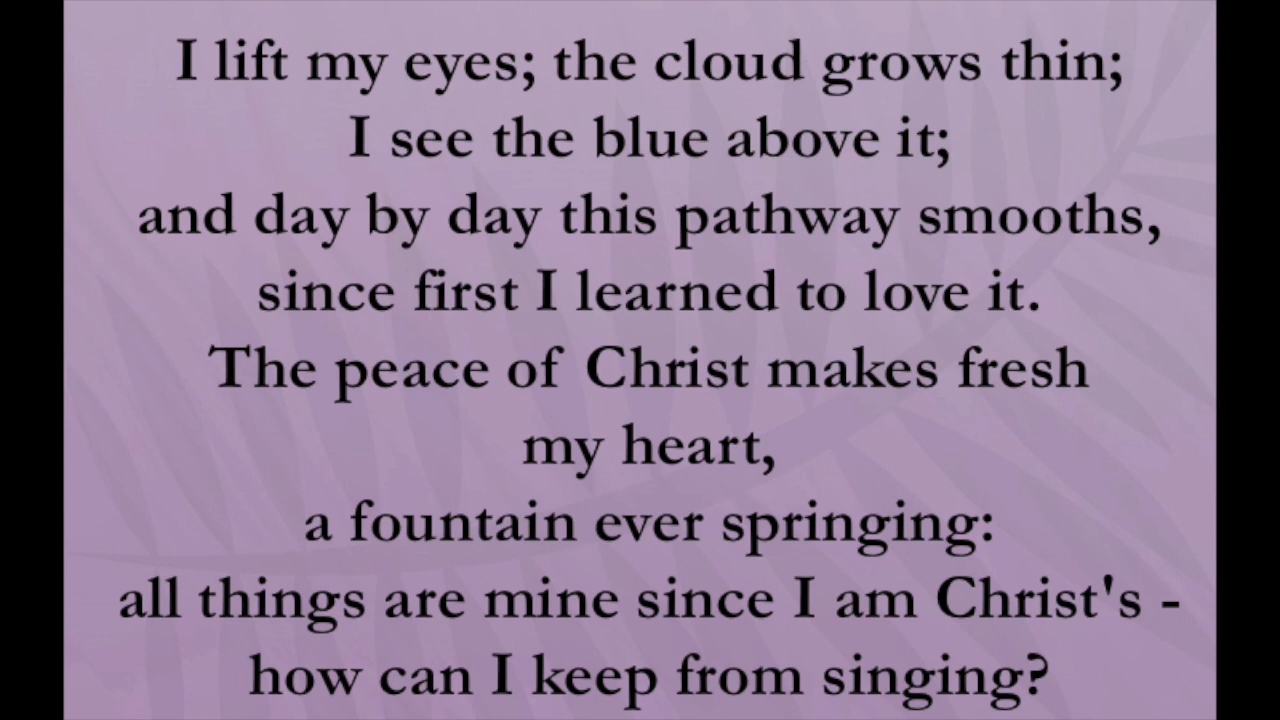 I lift my eyes; the cloud grows thin;
I see the blue above it;
and day by day this pathway smooths,
since first I learned to love it.
The peace of Christ makes fresh
my heart,
a fountain ever springing:
all things are mine since I am Christ's -
how can I keep from singing?